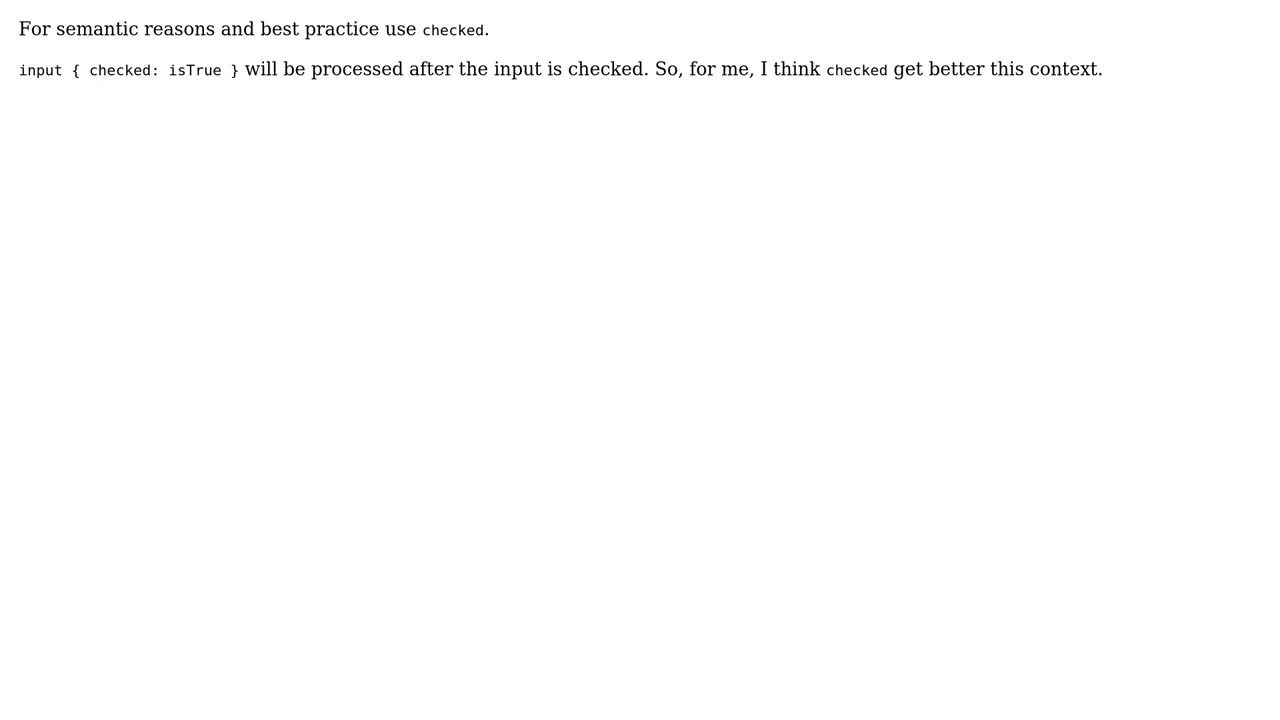 For semantic reasons and best practice use checked.
input { checked: isTrue } will be processed after the input is checked. So, for me, I think checked get better this context.